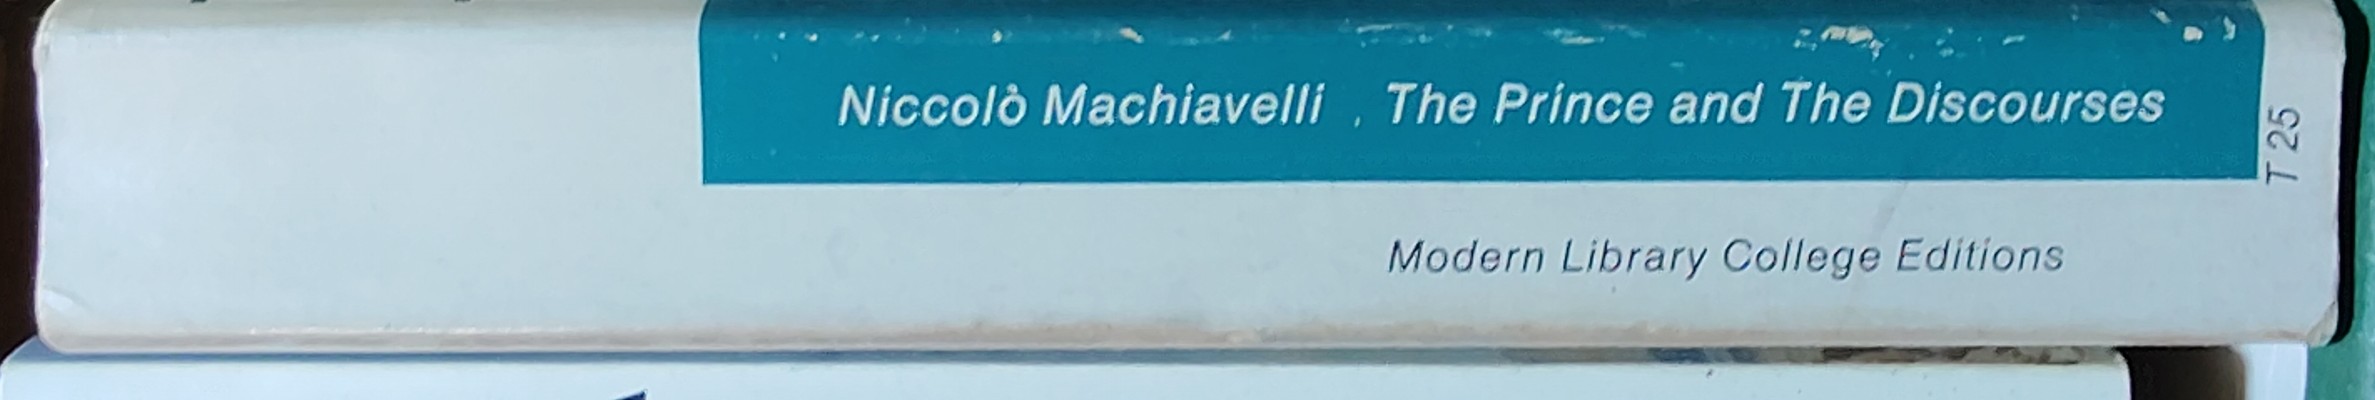 Niccolò Machiavelli The Prince and The Discourses
Modern Library College Editions
T 25